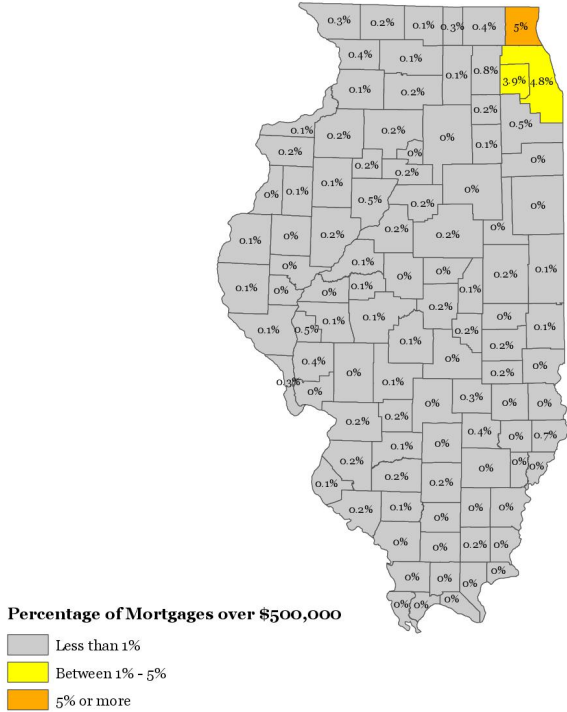 0.3% 0.2% 0.1% 0.3% 0.4% 5%
0.4% 0.1% 0.1% 0.8% 3.9% 4.8%
0.1% 0.2% 0.2% 0.5%
0.1% 0.2% 0.2% 0% 0.1%
0.2% 0.2% 0% 0.2% 0%
0% 0.1% 0.1% 0.5% 0.2% 0% 0%
0.1% 0% 0.2% 0.2% 0.2% 0%
0% 0.1% 0% 0% 0.2% 0.1%
0.1% 0% 0% 0.1% 0.2% 0.1%
0.1% 0.5% 0.1% 0.1% 0.2% 0% 0.1%
0.4% 0.1% 0% 0.2% 0%
0.3% 0% 0% 0.1% 0.2%
0.2% 0.2% 0% 0.3% 0% 0%
0.1% 0% 0.4% 0% 0.7%
0.2% 0.2% 0.2% 0% 0% 0%
0.1% 0.2% 0.1% 0% 0% 0%
0% 0% 0.2% 0%
0% 0% 0% 0%
0% 0% 0%
Percentage of Mortgages over $500,000
Less than 1%
Between 1% - 5%
5% or more